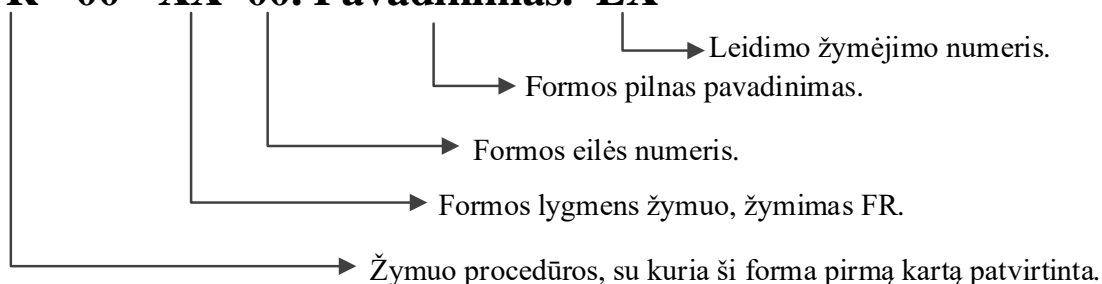 Leidimo žymėjimo numeris.
Formos pilnas pavadinimas.
Formos eilės numeris.
Formos lygmens žymuo, žymimas FR.
Žymuo procedūros, su kuria ši forma pirmą kartą patvirtinta.